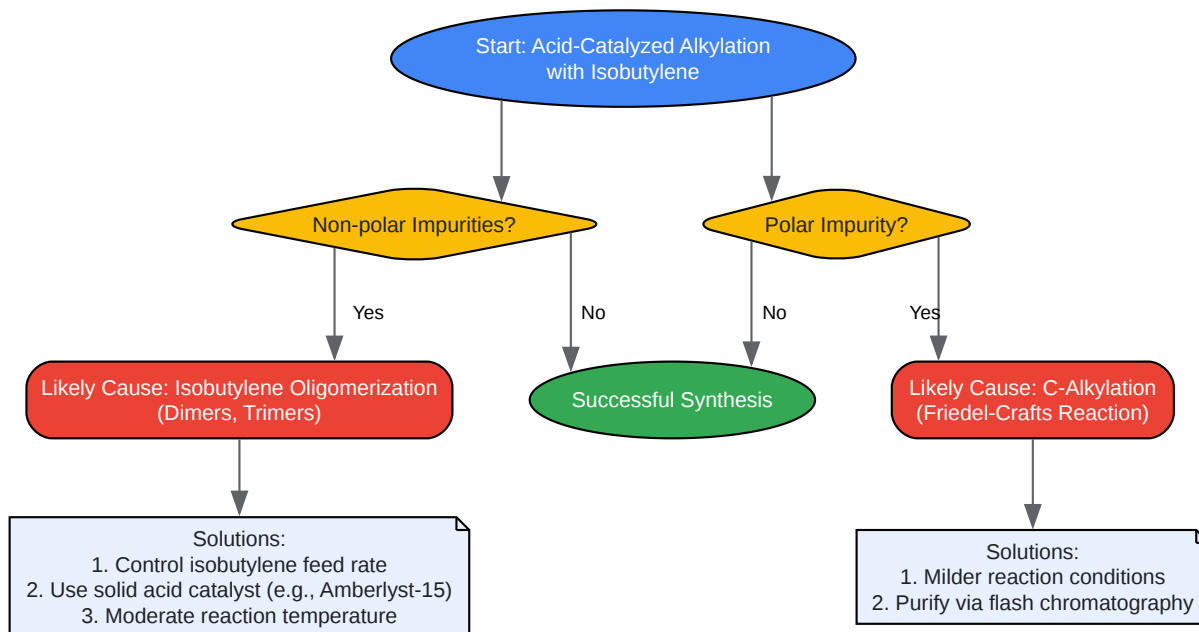 Start: Acid-Catalyzed Alkylation
with Isobutylene
Non-polar Impurities?
Polar Impurity?
Yes
No
No
Yes
Likely Cause: Isobutylene Oligomerization
(Dimers, Trimers)
Successful Synthesis
Likely Cause: C-Alkylation
(Friedel-Crafts Reaction)
Solutions:
1. Control isobutylene feed rate
2. Use solid acid catalyst (e.g., Amberlyst-15)
3. Moderate reaction temperature
Solutions:
1. Milder reaction conditions
2. Purify via flash chromatography